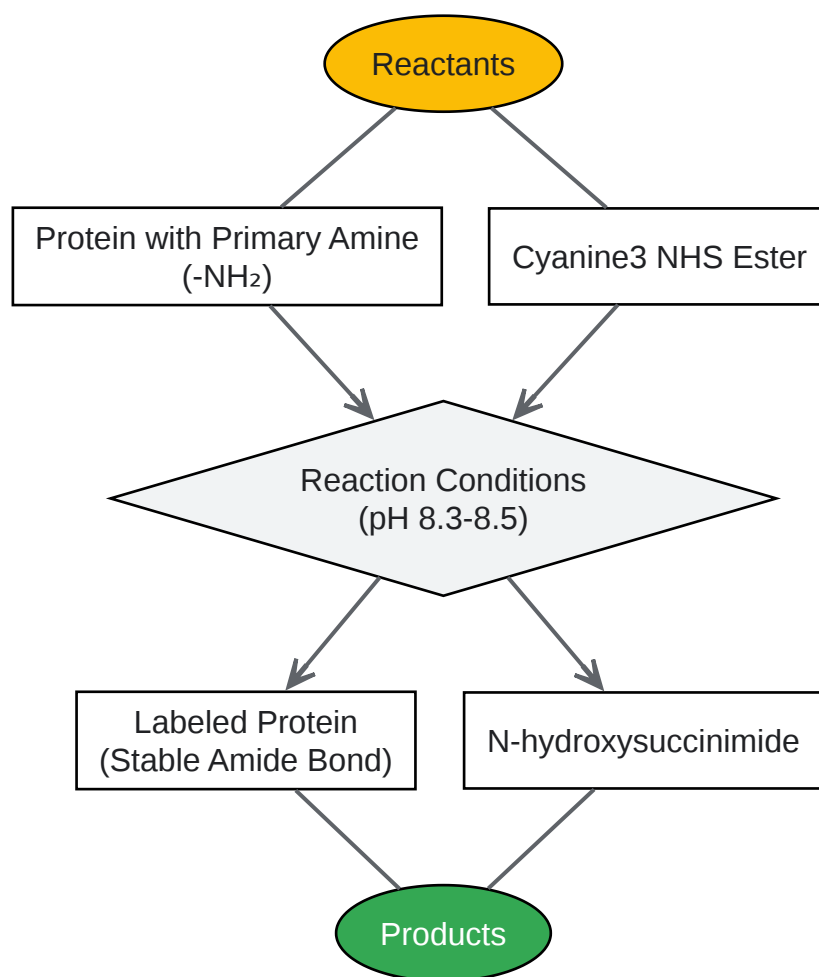 Reactants
Protein with Primary Amine
(-NH₂)
Cyanine3 NHS Ester
Reaction Conditions
(pH 8.3-8.5)
Labeled Protein
(Stable Amide Bond)
N-hydroxysuccinimide
Products